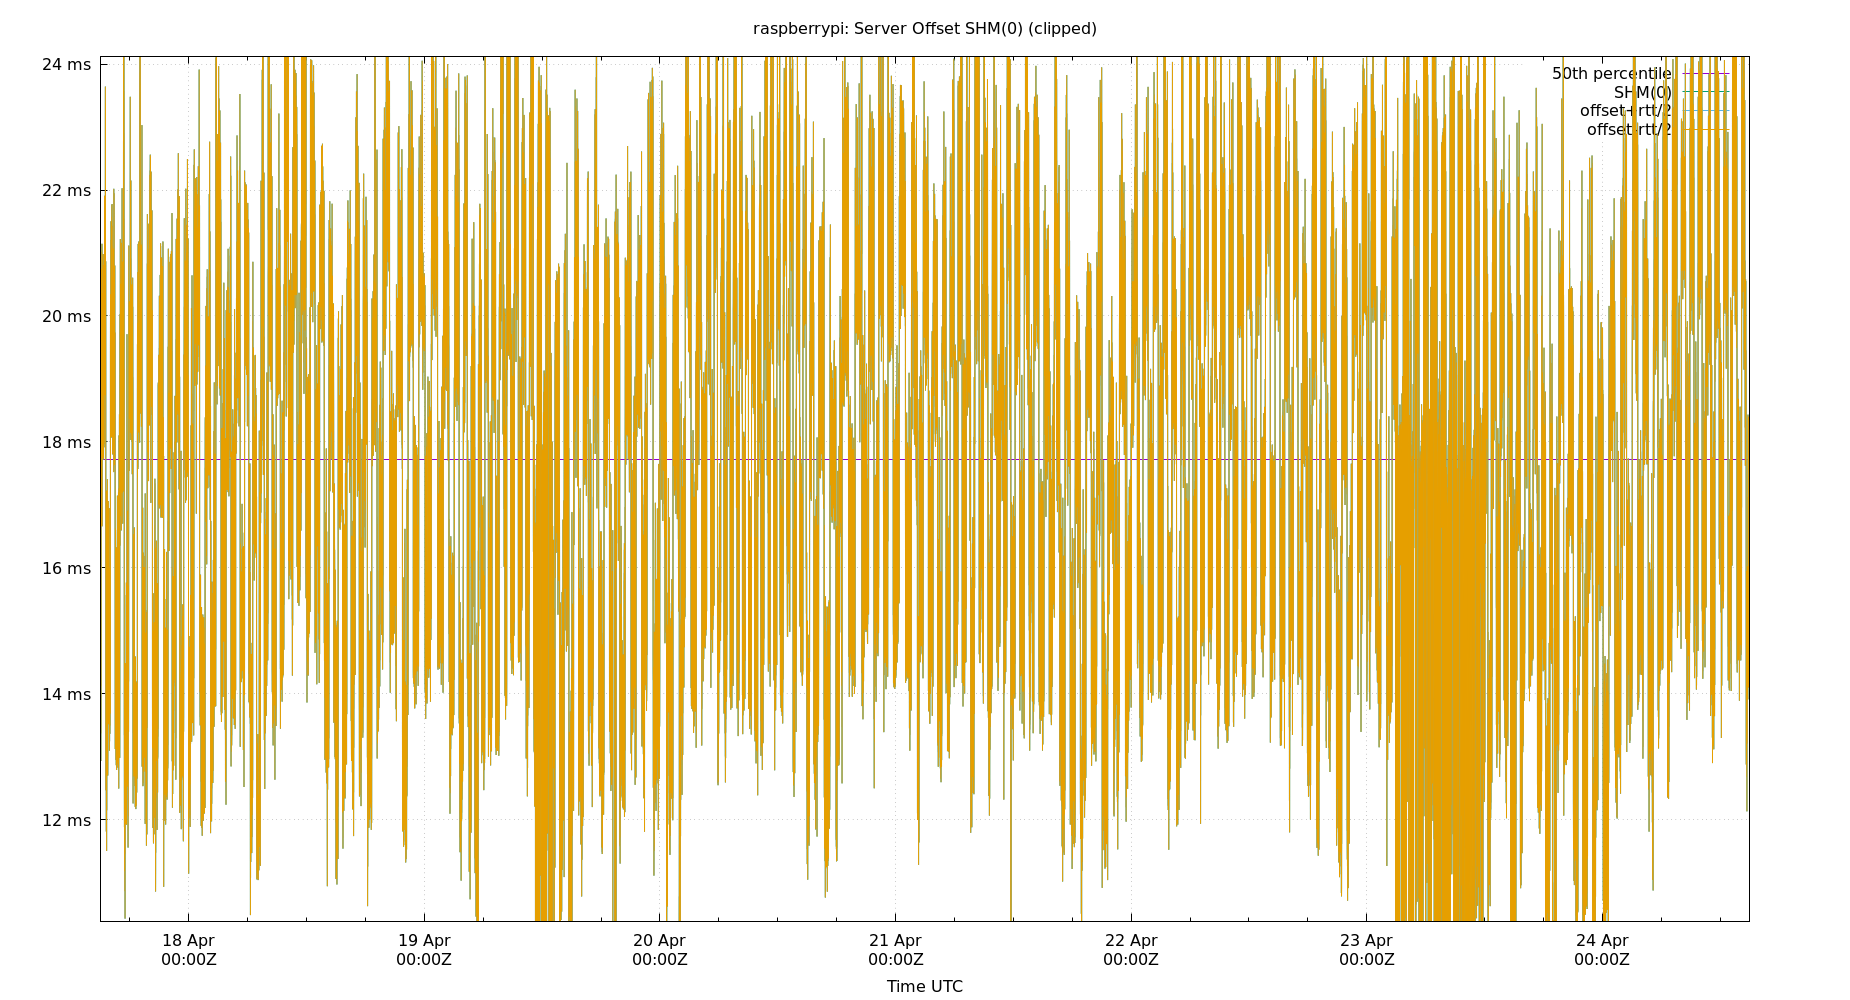 raspberrypi: Server Offset SHM(0) (clipped)
24 ms
22 ms
20 ms
18 ms
16 ms
14 ms
12 ms
50th percentile
SHM(0)
offset+rtt/2
offset-rtt/2
18 Apr
00:00Z
19 Apr
00:00Z
20 Apr
00:00Z
21 Apr
00:00Z
22 Apr
00:00Z
23 Apr
00:00Z
24 Apr
00:00Z
Time UTC